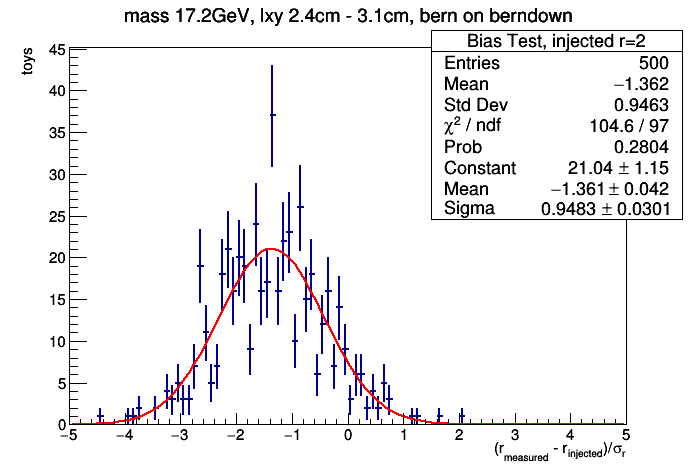 mass 17.2GeV, lxy 2.4cm - 3.1cm, bern on berndown
Bias Test, injected r=2
Entries 500
Mean −1.362
Std Dev 0.9463
χ² / ndf 104.6 / 97
Prob 0.2804
Constant 21.04 ± 1.15
Mean −1.361 ± 0.042
Sigma 0.9483 ± 0.0301
toys
45
40
35
30
25
20
15
10
5
0
−5 −4 −3 −2 −1 0 1 2 3 4 5
(r_measured - r_injected)/σ_r